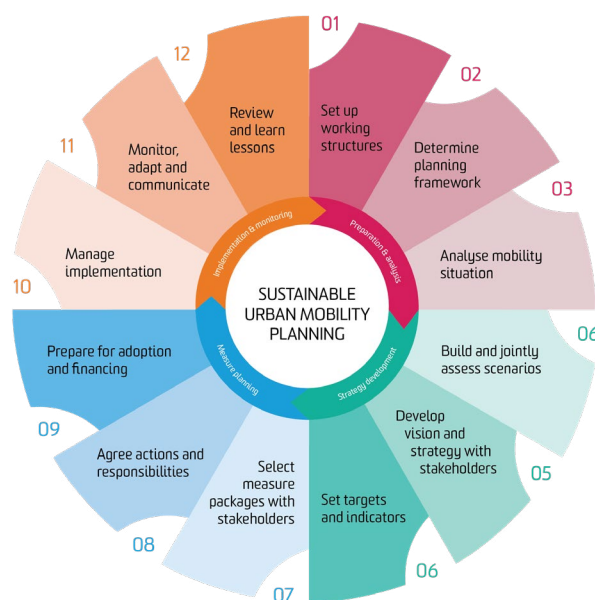 01
Set up
working
structures
02
Determine
planning
framework
03
Analyse mobility
situation
06
Build and jointly
assess scenarios
05
Develop
vision and
strategy with
stakeholders
06
Set targets
and indicators
07
Select
measure
packages with
stakeholders
08
Agree actions and
responsibilities
09
Prepare for adoption
and financing
10
Manage
implementation
11
Monitor,
adapt and
communicate
12
Review
and learn
lessons
Preparation & analysis
Strategy development
Measure planning
Implementation & monitoring
SUSTAINABLE
URBAN MOBILITY
PLANNING